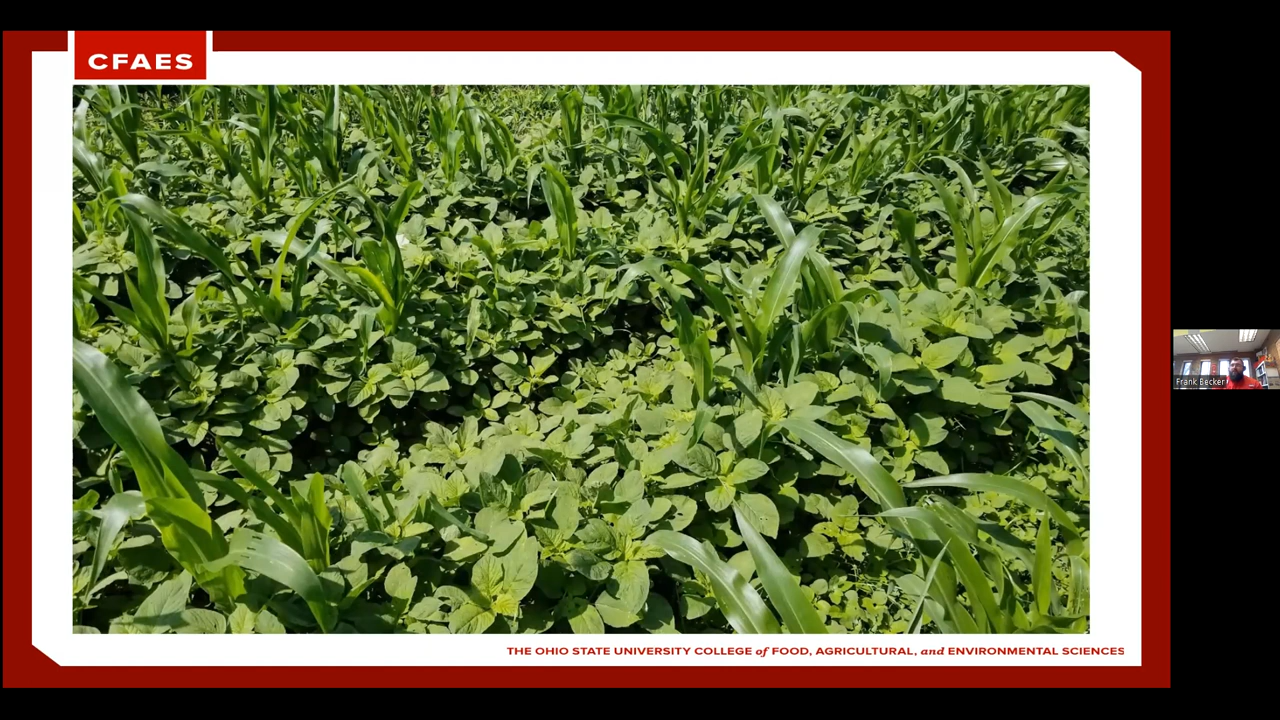 CFAES
THE OHIO STATE UNIVERSITY COLLEGE of FOOD, AGRICULTURAL, and ENVIRONMENTAL SCIENCES
Frank Becker